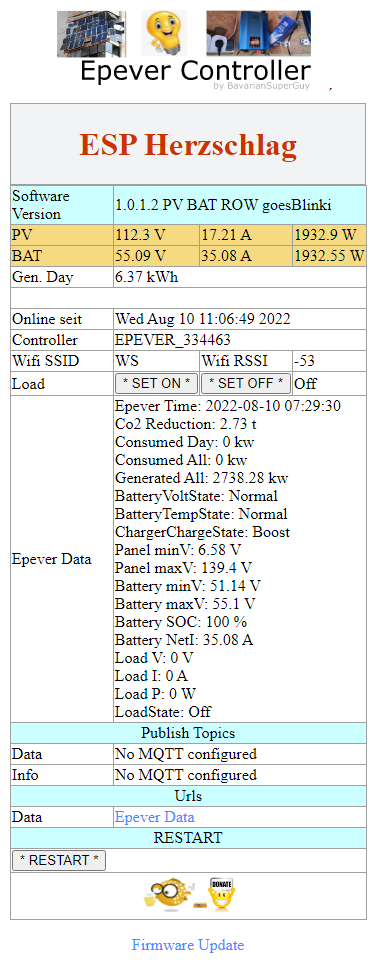 Epever Controller
by BavarianSuperGuy
ESP Herzschlag
Software Version 1.0.1.2 PV BAT ROW goesBlinki
PV 112.3 V 17.21 A 1932.9 W
BAT 55.09 V 35.08 A 1932.55 W
Gen. Day 6.37 kWh
Online seit Wed Aug 10 11:06:49 2022
Controller EPEVER_334463
Wifi SSID WS Wifi RSSI -53
Load * SET ON * * SET OFF * Off
Epever Data
Epever Time: 2022-08-10 07:29:30
Co2 Reduction: 2.73 t
Consumed Day: 0 kw
Consumed All: 0 kw
Generated All: 2738.28 kw
BatteryVoltState: Normal
BatteryTempState: Normal
ChargerChargeState: Boost
Panel minV: 6.58 V
Panel maxV: 139.4 V
Battery minV: 51.14 V
Battery maxV: 55.1 V
Battery SOC: 100 %
Battery NetI: 35.08 A
Load V: 0 V
Load I: 0 A
Load P: 0 W
LoadState: Off
Publish Topics
Data No MQTT configured
Info No MQTT configured
Urls
Data Epever Data
RESTART
* RESTART *
DONATE
Firmware Update